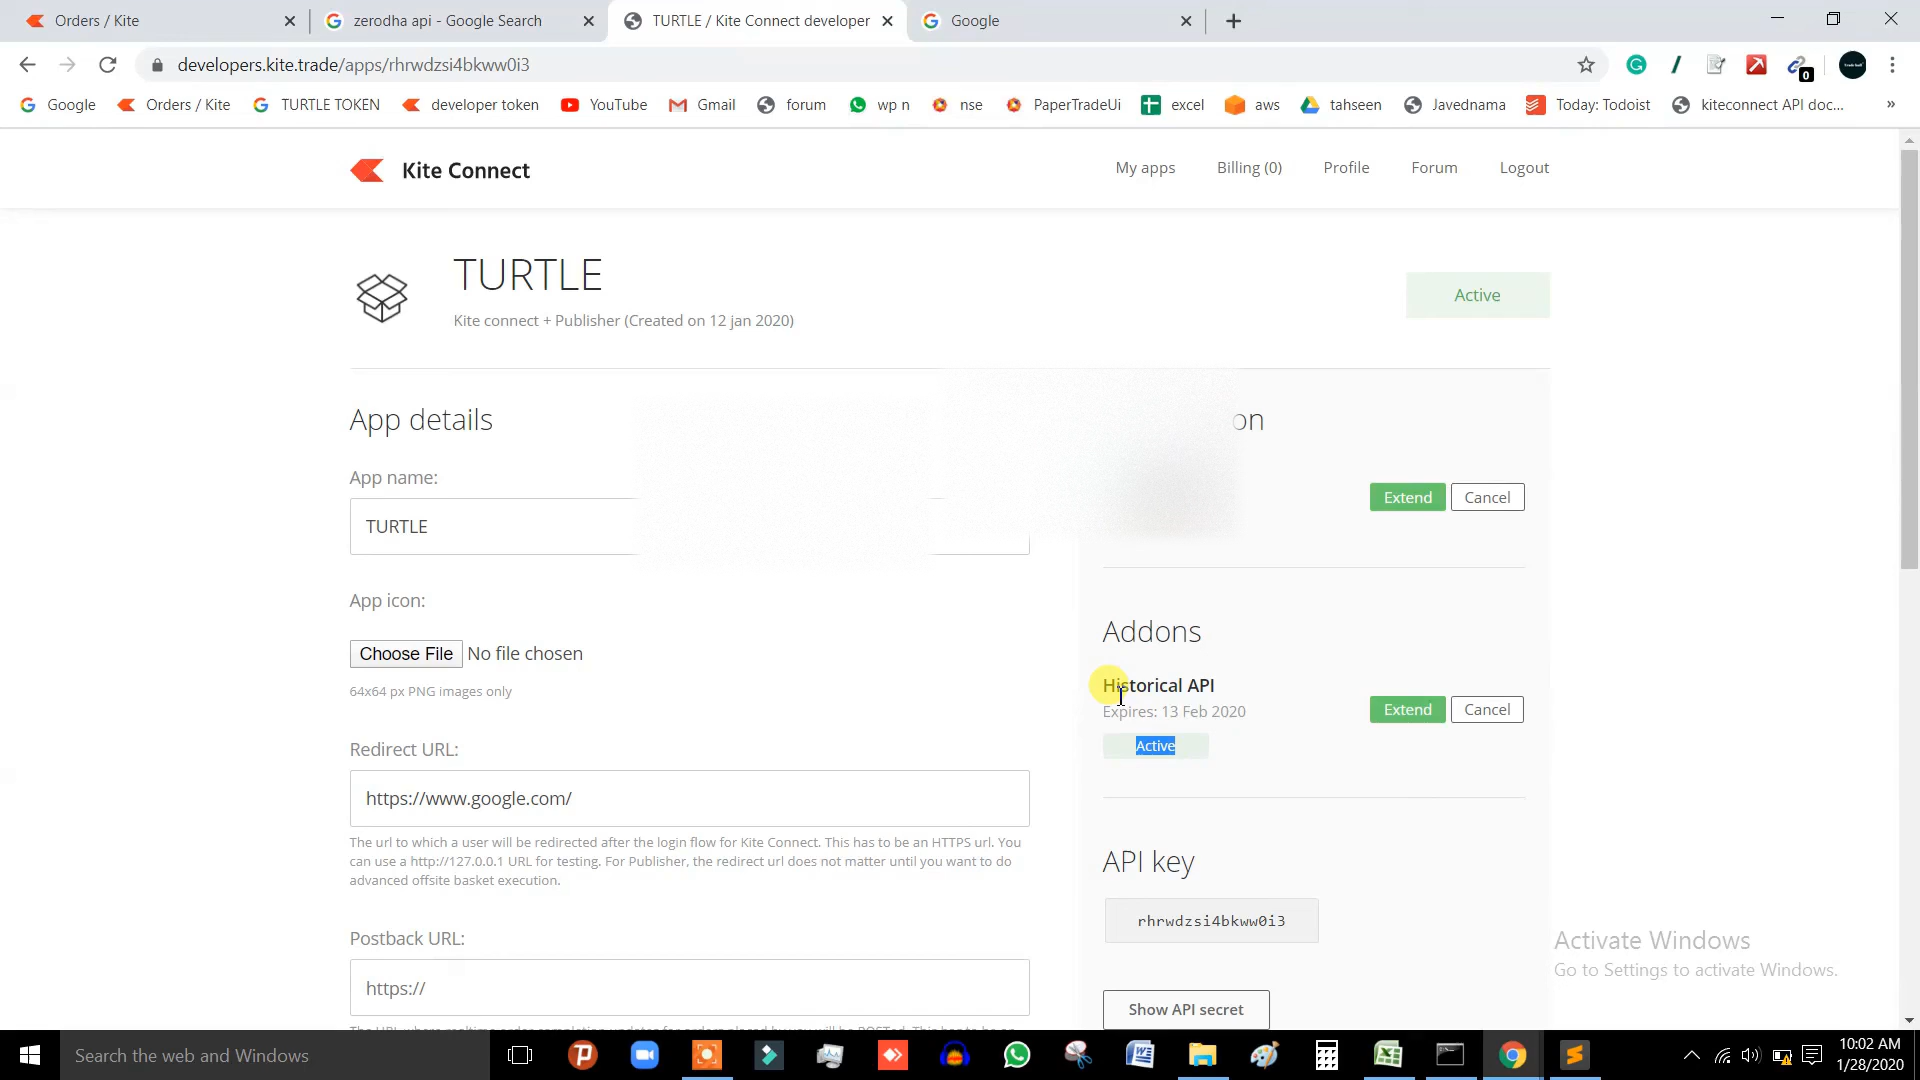 Orders / Kite
zerodha api - Google Search
TURTLE / Kite Connect developer
Google
developers.kite.trade/apps/rhrwdzsi4bkww0i3
0
Google
Orders / Kite
TURTLE TOKEN
developer token
YouTube
Gmail
forum
wp n
nse
PaperTradeUi
excel
aws
tahseen
Javednama
Today: Todoist
kiteconnect API doc...
»
Kite Connect
My apps
Billing (0)
Profile
Forum
Logout
TURTLE
Kite connect + Publisher (Created on 12 jan 2020)
Active
App details
on
App name:
TURTLE
Extend
Cancel
App icon:
Choose File No file chosen
64x64 px PNG images only
Addons
Historical API
Expires: 13 Feb 2020
Active
Extend
Cancel
Redirect URL:
https://www.google.com/
The url to which a user will be redirected after the login flow for Kite Connect. This has to be an HTTPS url. You
can use a http://127.0.0.1 URL for testing. For Publisher, the redirect url does not matter until you want to do
advanced offsite basket execution.
API key
rhrwdzsi4bkww0i3
Postback URL:
https://
Show API secret
Activate Windows
Go to Settings to activate Windows.
Search the web and Windows
10:02 AM
1/28/2020